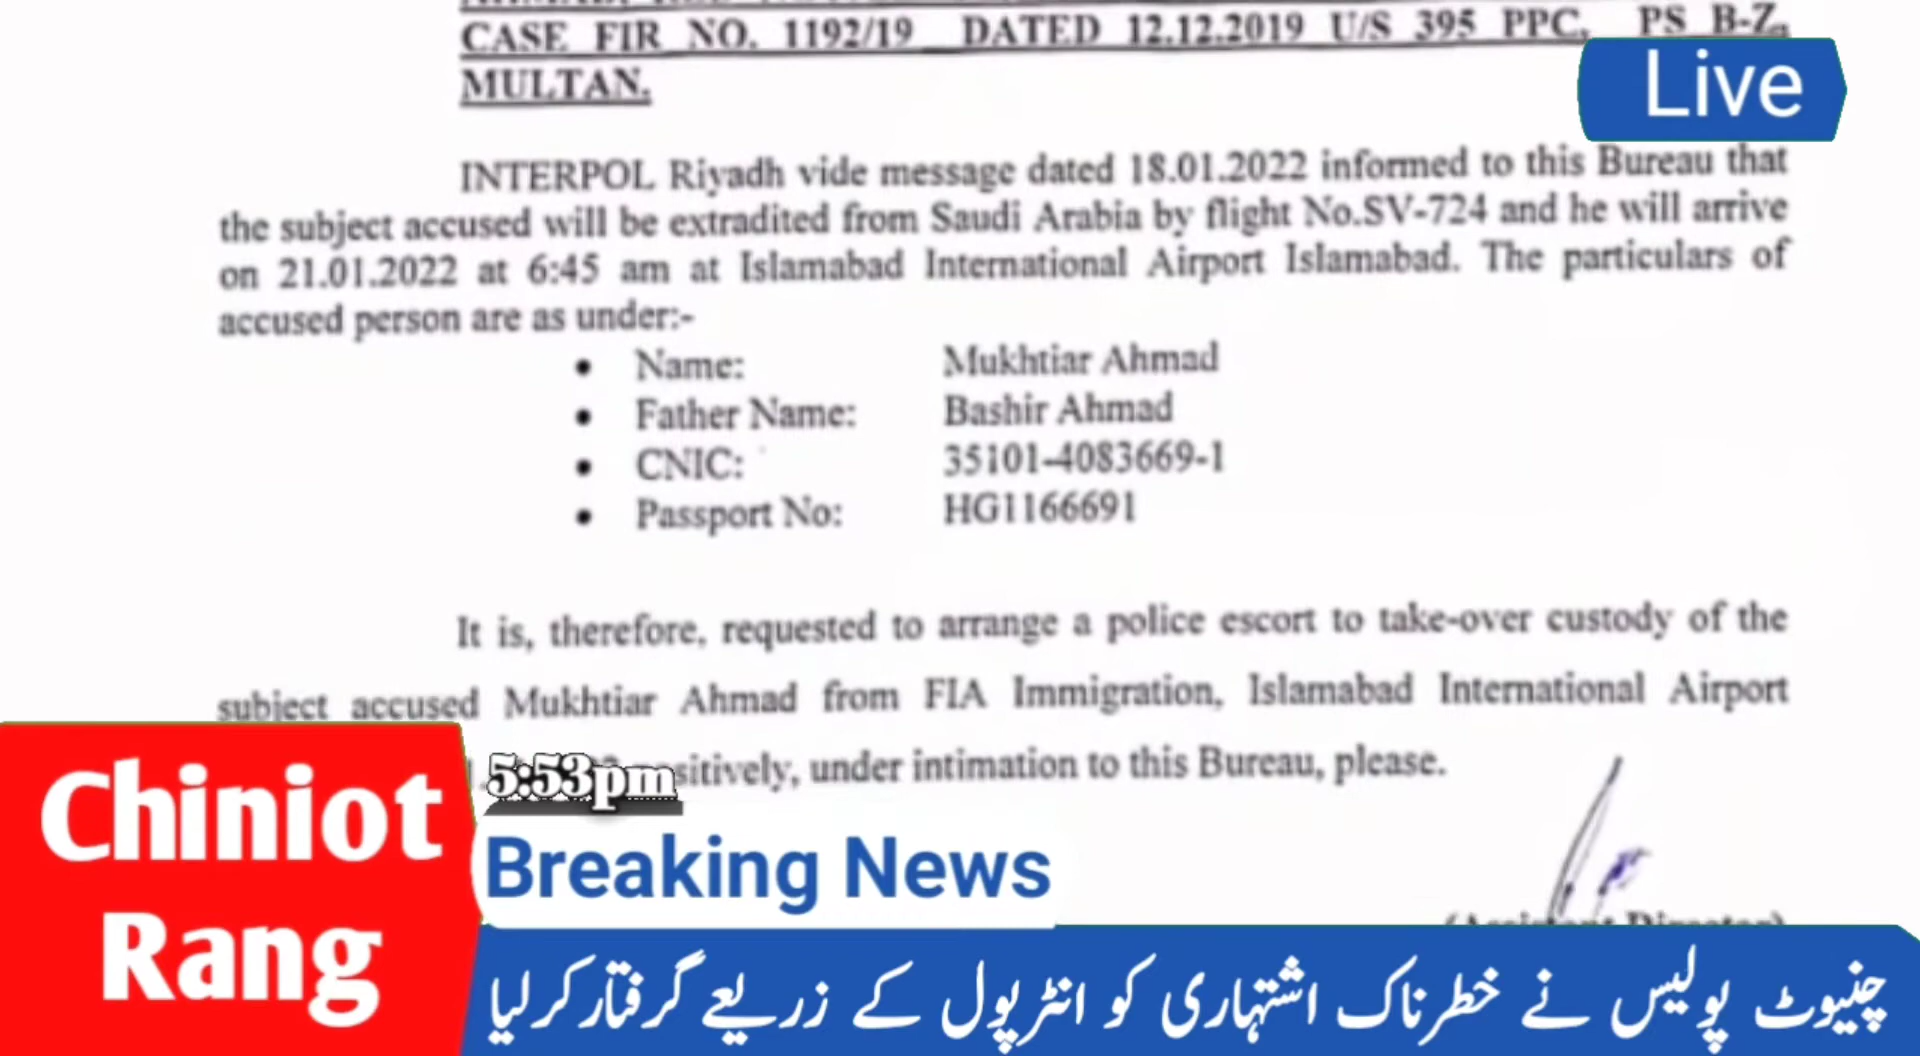 CASE FIR NO. 1192/19 DATED 12.12.2019 U/S 395 PPC, PS B-Z,
MULTAN.
Live
INTERPOL Riyadh vide message dated 18.01.2022 informed to this Bureau that
the subject accused will be extradited from Saudi Arabia by flight No.SV-724 and he will arrive
on 21.01.2022 at 6:45 am at Islamabad International Airport Islamabad. The particulars of
accused person are as under:-
• Name: Mukhtiar Ahmad
• Father Name: Bashir Ahmad
• CNIC: 35101-4083669-1
• Passport No: HG1166691
It is, therefore, requested to arrange a police escort to take-over custody of the
subject accused Mukhtiar Ahmad from FIA Immigration, Islamabad International Airport
sitively, under intimation to this Bureau, please.
5:53pm
(Assistant Director)
Chiniot
Rang
Breaking News
چنیوٹ پولیس نے خطرناک اشتہاری کو انٹرپول کے زریعے گرفتار کر لیا